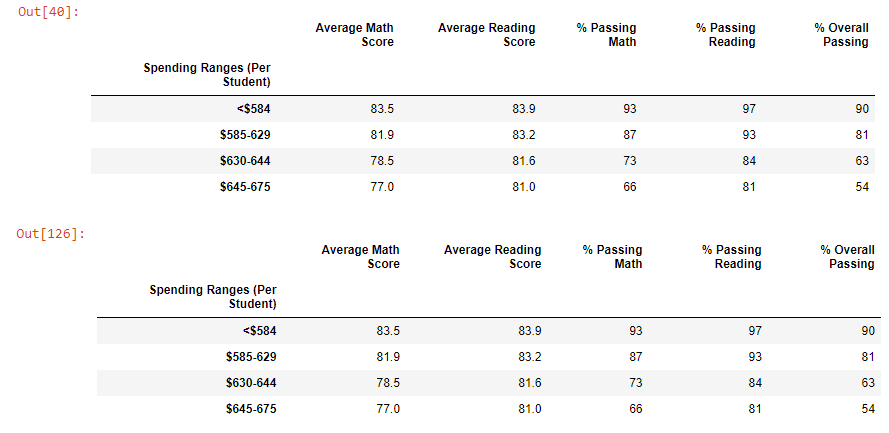 Out[40]:
Average Math Score Average Reading Score % Passing Math % Passing Reading % Overall Passing
Spending Ranges (Per Student)
<$584 83.5 83.9 93 97 90
$585-629 81.9 83.2 87 93 81
$630-644 78.5 81.6 73 84 63
$645-675 77.0 81.0 66 81 54
Out[126]:
Average Math Score Average Reading Score % Passing Math % Passing Reading % Overall Passing
Spending Ranges (Per Student)
<$584 83.5 83.9 93 97 90
$585-629 81.9 83.2 87 93 81
$630-644 78.5 81.6 73 84 63
$645-675 77.0 81.0 66 81 54